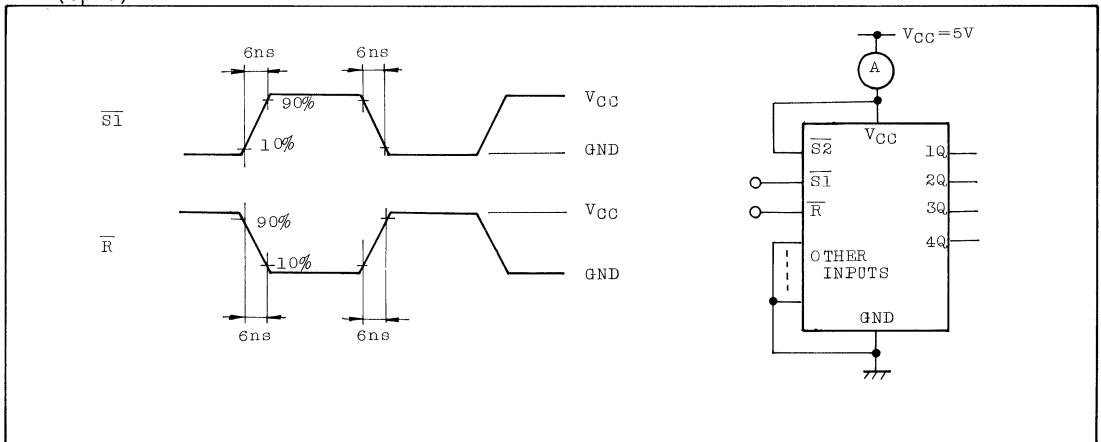 6ns 6ns
90%
10%
S1
VCC
GND
90%
10%
R
VCC
GND
6ns 6ns
VCC=5V
A
VCC
S2
S1
R
OTHER
INPUTS
GND
1Q
2Q
3Q
4Q